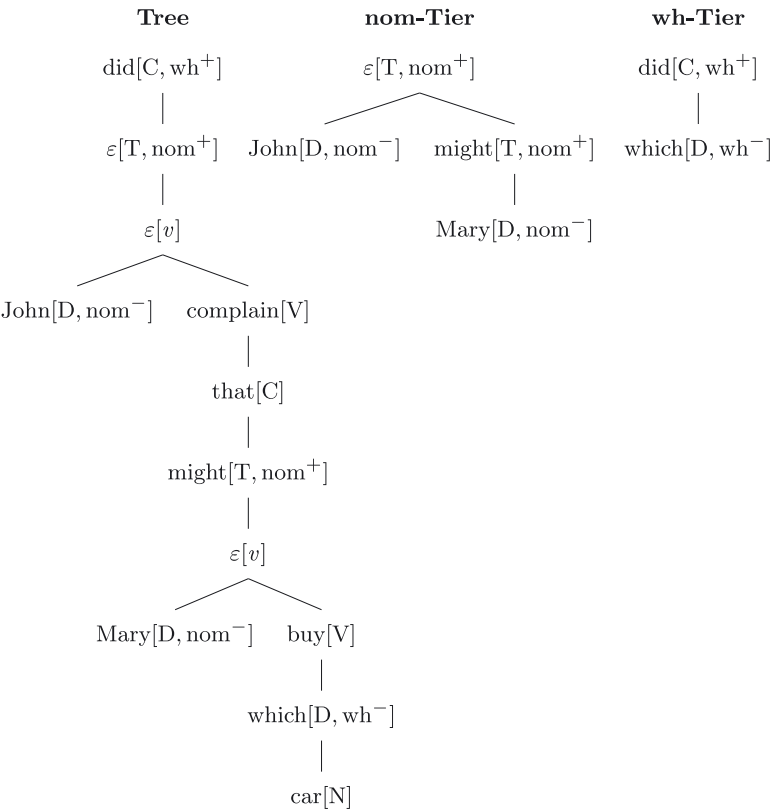 Tree nom-Tier wh-Tier
did[C, wh⁺] ε[T, nom⁺] did[C, wh⁺]
ε[T, nom⁺] John[D, nom⁻] might[T, nom⁺] which[D, wh⁻]
ε[v] Mary[D, nom⁻]
John[D, nom⁻] complain[V]
that[C]
might[T, nom⁺]
ε[v]
Mary[D, nom⁻] buy[V]
which[D, wh⁻]
car[N]